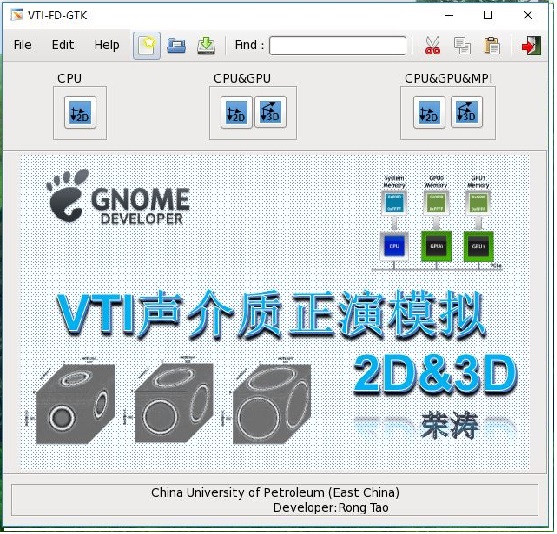 VTI-FD-GTK
File Edit Help Find :
CPU CPU&GPU CPU&GPU&MPI
2D 2D 3D 2D 3D
GNOME
DEVELOPER
System Memory GPU0 Memory GPU1 Memory
CPU GPU0 GPU1
PCIe
VTI声介质正演模拟
2D&3D
荣涛
China University of Petroleum (East China)
Developer:Rong Tao